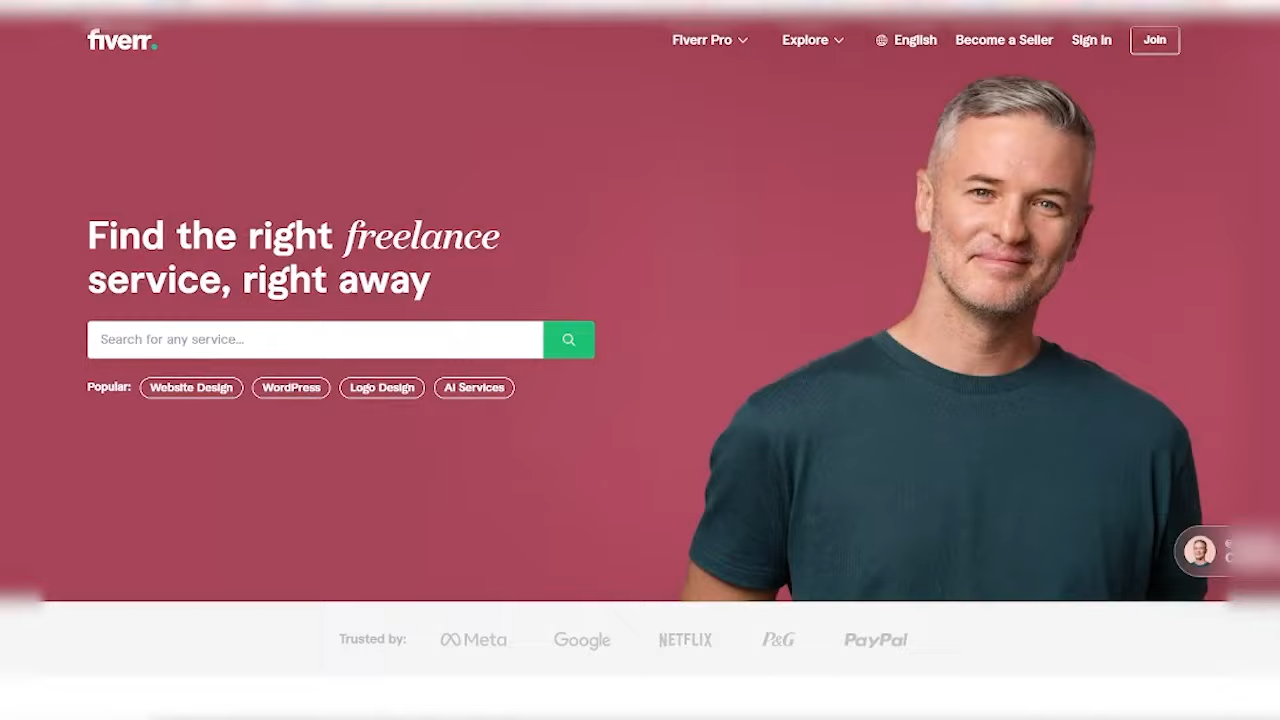 fiverr.
Fiverr Pro
Explore
English
Become a Seller
Sign in
Join
Find the right freelance
service, right away
Search for any service...
Popular:
Website Design
WordPress
Logo Design
AI Services
Trusted by:
Meta
Google
NETFLIX
P&G
PayPal